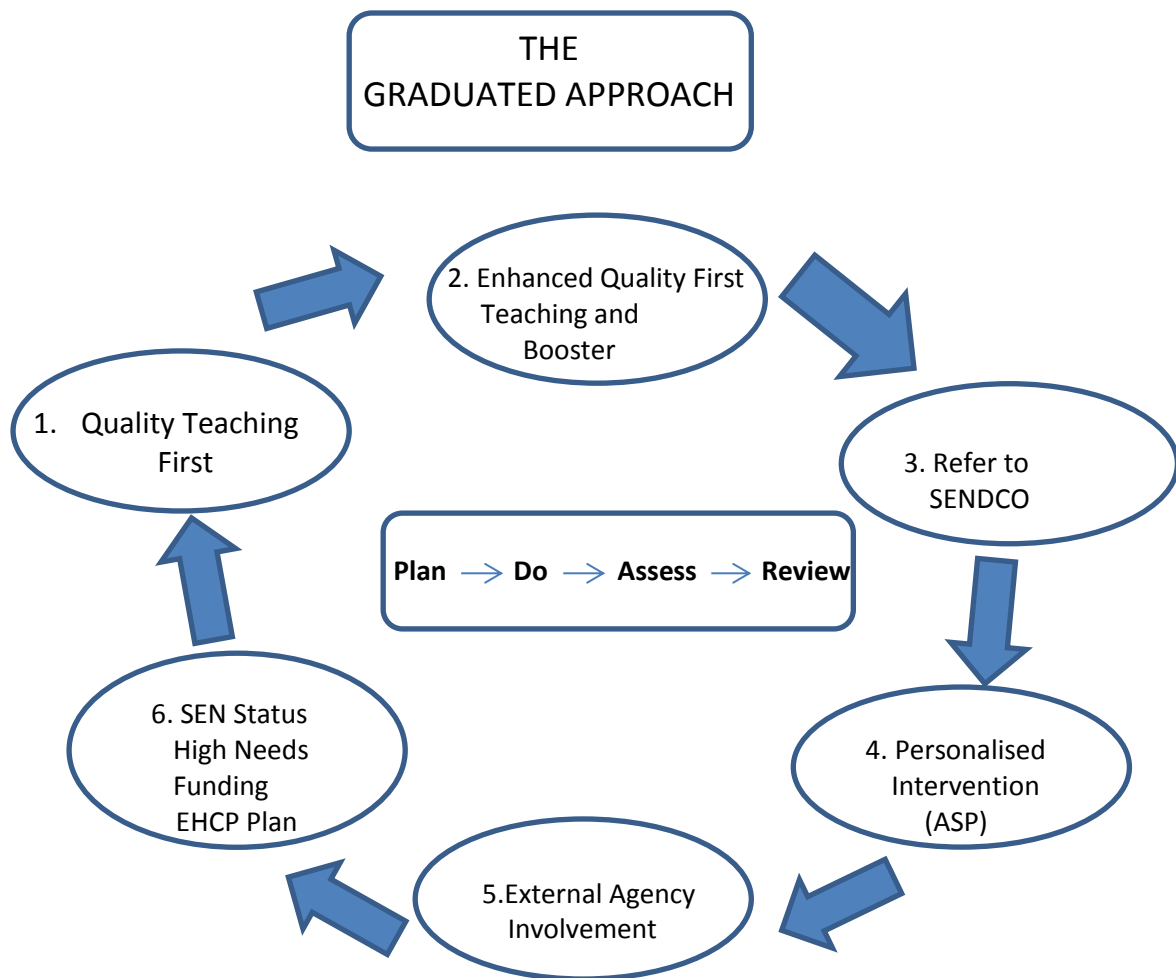 THE
GRADUATED APPROACH
2. Enhanced Quality First
Teaching and
Booster
1. Quality Teaching
First
3. Refer to
SENDCO
Plan → Do → Assess → Review
6. SEN Status
High Needs
Funding
EHCP Plan
4. Personalised
Intervention
(ASP)
5.External Agency
Involvement